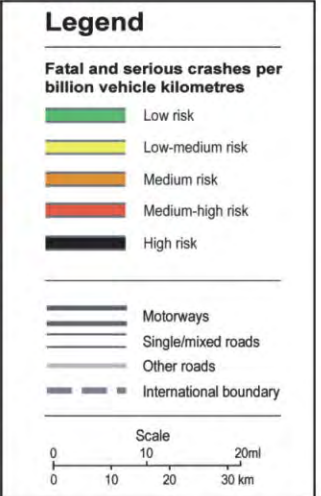 Legend
Fatal and serious crashes per
billion vehicle kilometres
Low risk
Low-medium risk
Medium risk
Medium-high risk
High risk
Motorways
Single/mixed roads
Other roads
International boundary
Scale
0 10 20ml
0 10 20 30 km